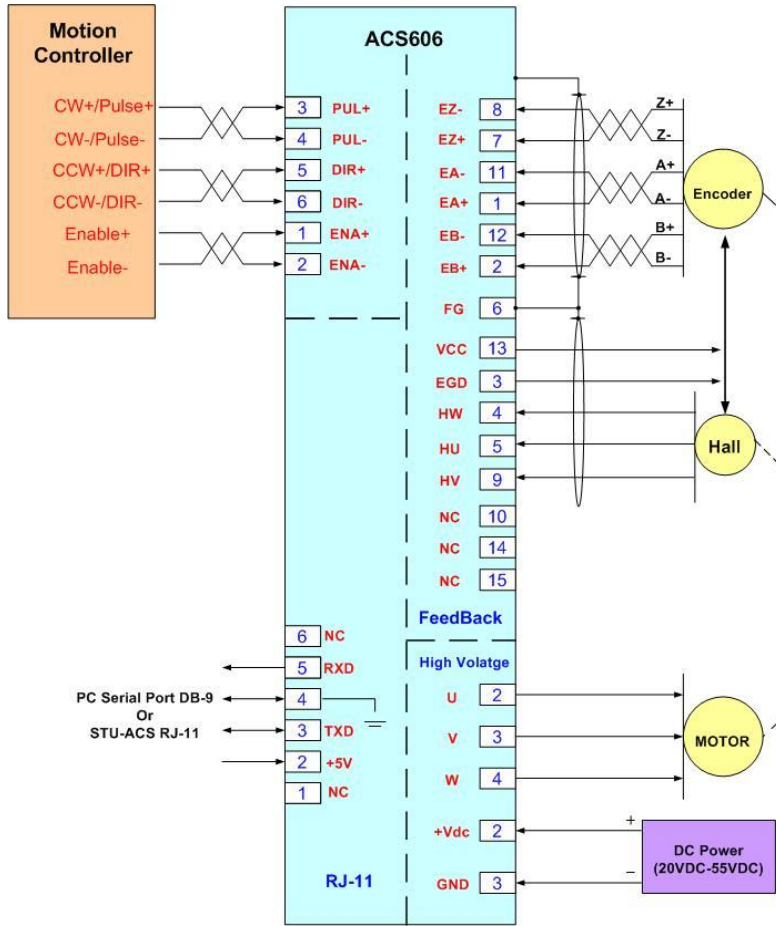 Motion
Controller
CW+/Pulse+
CW-/Pulse-
CCW+/DIR+
CCW-/DIR-
Enable+
Enable-
ACS606
3 PUL+
4 PUL-
5 DIR+
6 DIR-
1 ENA+
2 ENA-
EZ- 8
EZ+ 7
EA- 11
EA+ 1
EB- 12
EB+ 2
FG 6
VCC 13
EGD 3
HW 4
HU 5
HV 9
NC 10
NC 14
NC 15
FeedBack
Z+
Z-
A+
A-
B+
B-
Encoder
Hall
6 NC
5 RXD
4
3 TXD
2 +5V
1 NC
PC Serial Port DB-9
Or
STU-ACS RJ-11
RJ-11
High Volatge
U 2
V 3
W 4
+Vdc 2
GND 3
MOTOR
+
−
DC Power
(20VDC-55VDC)